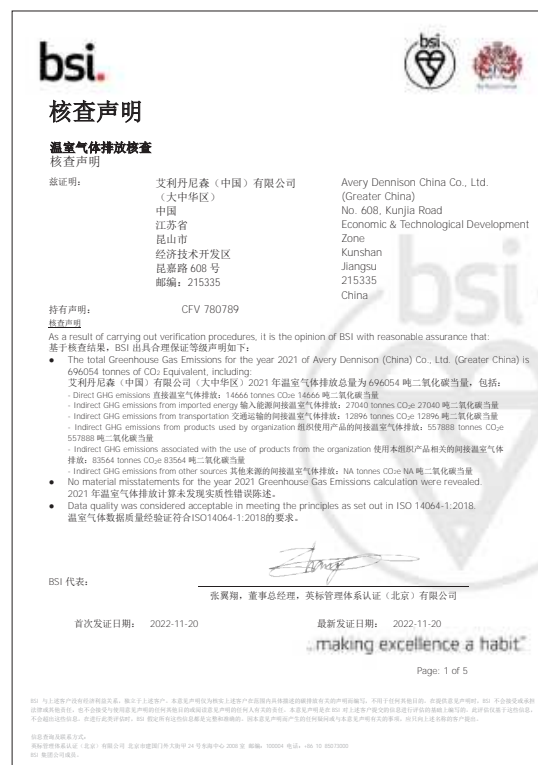 bsi.
bsi
核查声明
温室气体排放核查
核查声明
兹证明:
艾利丹尼森（中国）有限公司
（大中华区）
中国
江苏省
昆山市
经济技术开发区
昆嘉路 608 号
邮编：215335
Avery Dennison China Co., Ltd.
(Greater China)
No. 608, Kunjia Road
Economic & Technological Development
Zone
Kunshan
Jiangsu
215335
China
持有声明:
CFV 780789
核查声明
As a result of carrying out verification procedures, it is the opinion of BSI with reasonable assurance that:
基于核查结果，BSI 出具合理保证等级声明如下：
● The total Greenhouse Gas Emissions for the year 2021 of Avery Dennison (China) Co., Ltd. (Greater China) is
696054 tonnes of CO₂ Equivalent, including:
艾利丹尼森（中国）有限公司（大中华区）2021 年温室气体排放总量为 696054 吨二氧化碳当量，包括：
- Direct GHG emissions 直接温室气体排放：14666 tonnes CO₂e 14666 吨二氧化碳当量
- Indirect GHG emissions from imported energy 输入能源间接温室气体排放：27040 tonnes CO₂e 27040 吨二氧化碳当量
- Indirect GHG emissions from transportation 交通运输的间接温室气体排放：12896 tonnes CO₂e 12896 吨二氧化碳当量
- Indirect GHG emissions from products used by organization 组织使用产品的间接温室气体排放：557888 tonnes CO₂e
557888 吨二氧化碳当量
- Indirect GHG emissions associated with the use of products from the organization 使用本组织产品相关的间接温室气体
排放：83564 tonnes CO₂e 83564 吨二氧化碳当量
- Indirect GHG emissions from other sources 其他来源的间接温室气体排放：NA tonnes CO₂e NA 吨二氧化碳当量
● No material misstatements for the year 2021 Greenhouse Gas Emissions calculation were revealed.
2021 年温室气体排放计算未发现实质性错误陈述。
● Data quality was considered acceptable in meeting the principles as set out in ISO 14064-1:2018.
温室气体数据质量经验证符合ISO14064-1:2018的要求。
BSI 代表:
张翼翔，董事总经理，英标管理体系认证（北京）有限公司
首次发证日期： 2022-11-20
最新发证日期： 2022-11-20
...making excellence a habit."
Page: 1 of 5